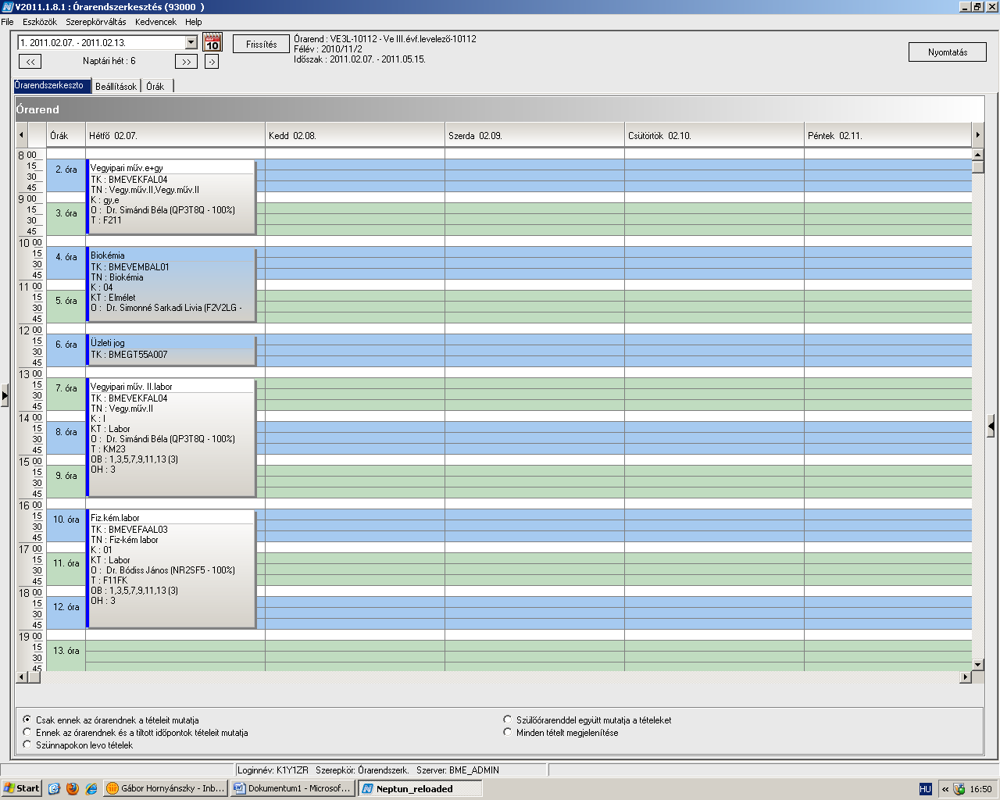 V2011.1.8.1 : Órarendszerkesztés (93000 )
File Eszközök Szerepkörváltás Kedvencek Help
1. 2011.02.07. - 2011.02.13.
10
Frissítés
Órarend : VE3L-10112 - Ve III.évf.levelező-10112
Félév : 2010/11/2
Időszak : 2011.02.07. - 2011.05.15.
Nyomtatás
<< Naptári hét : 6 >> ->
Órarendszerkeszto Beállítások Órák
Órarend
Órák Hétfő 02.07. Kedd 02.08. Szerda 02.09. Csütörtök 02.10. Péntek 02.11.
8 00
15
30
45
2. óra
Vegyipari műv.e+gy
TK : BMEVEKFAL04
TN : Vegy.műv.II,Vegy.műv.II
K : gy,e
O : Dr. Simándi Béla (QP3T8Q - 100%)
T : F211
9 00
15
30
45
3. óra
10 00
15
30
45
4. óra
Biokémia
TK : BMEVEMBAL01
TN : Biokémia
K : 04
KT : Elmélet
O : Dr. Simonné Sarkadi Livia (F2V2LG -
11 00
15
30
45
5. óra
12 00
15
30
45
6. óra
Üzleti jog
TK : BMEGT55A007
13 00
15
30
45
7. óra
Vegyipari műv. II.labor
TK : BMEVEKFAL04
TN : Vegy.műv.II
K : l
KT : Labor
O : Dr. Simándi Béla (QP3T8Q - 100%)
T : KM23
OB : 1,3,5,7,9,11,13 (3)
OH : 3
14 00
15
30
45
8. óra
15 00
15
30
45
9. óra
16 00
15
30
45
10. óra
Fiz.kém.labor
TK : BMEVEFAAL03
TN : Fiz-kém labor
K : 01
KT : Labor
O : Dr. Bódiss János (NR2SF5 - 100%)
T : F11FK
OB : 1,3,5,7,9,11,13 (3)
OH : 3
17 00
15
30
45
11. óra
18 00
15
30
45
12. óra
19 00
15
30
45
13. óra
Csak ennek az órarendnek a tételeit mutatja
Ennek az órarendnek és a tiltott időpontok tételeit mutatja
Szünnapokon levo tételek
Szülőórarenddel együtt mutatja a tételeket
Minden tételt megjelenítése
Loginnév: K1Y1ZR Szerepkör: Órarendszerk. Szerver: BME_ADMIN
Start Gábor Hornyánszky - Inb... Dokumentum1 - Microsof... Neptun_reloaded HU « 16:50